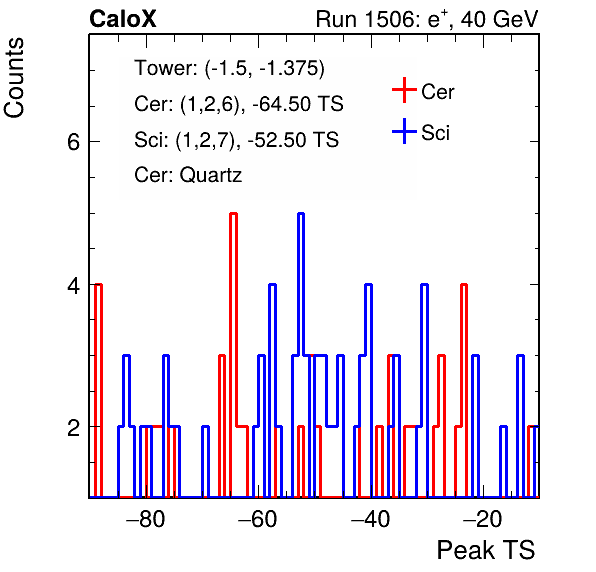 CaloX Run 1506: e⁺, 40 GeV
Counts
Tower: (-1.5, -1.375)
Cer: (1,2,6), -64.50 TS
Sci: (1,2,7), -52.50 TS
Cer: Quartz
Cer
Sci
6
4
2
−80 −60 −40 −20
Peak TS